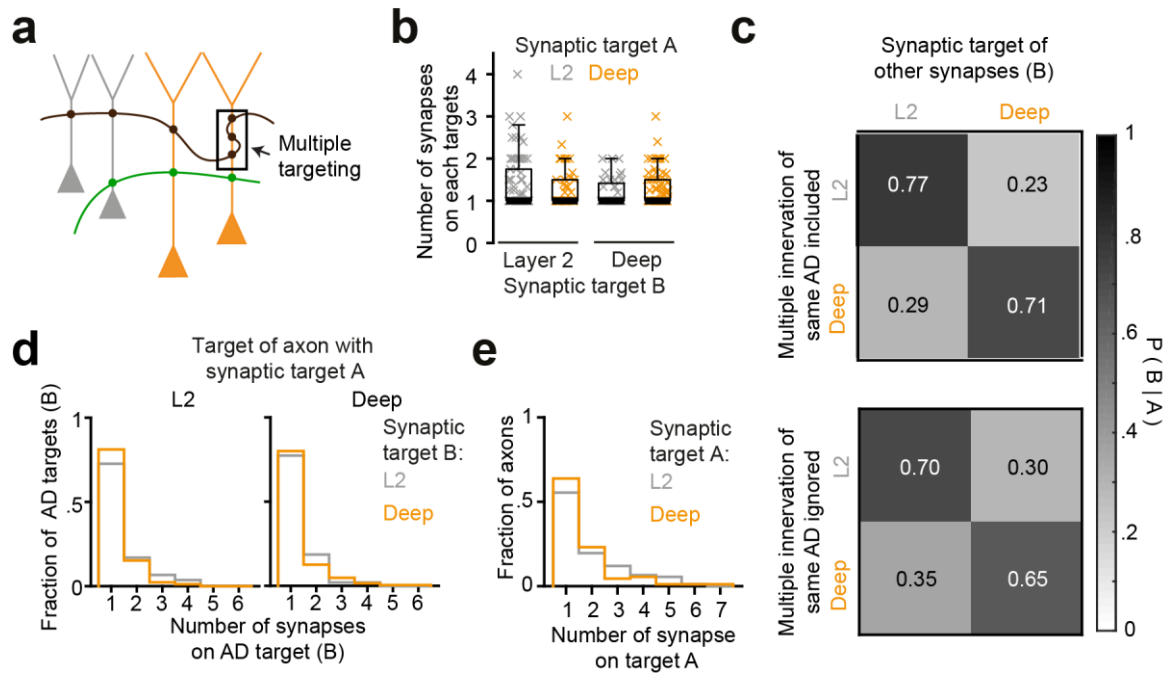 a
Multiple
targeting
b
Synaptic target A
L2 Deep
Number of synapses
on each targets
4
3
2
1
0
Layer 2 Deep
Synaptic target B
c
Synaptic target of
other synapses (B)
L2 Deep
Multiple innervation of
same AD included
L2
Deep
0.77 0.23
0.29 0.71
Multiple innervation of
same AD ignored
L2
Deep
0.70 0.30
0.35 0.65
1
.8
.6
.4
.2
0
P ( B | A )
d
Target of axon with
synaptic target A
L2 Deep
Fraction of AD targets (B)
1
.5
0
Synaptic
target B:
L2
Deep
1 2 3 4 5 6 1 2 3 4 5 6
Number of synapses
on AD target (B)
e
Fraction of axons
1
.5
0
Synaptic
target A:
L2
Deep
1 2 3 4 5 6 7
Number of synapse
on target A